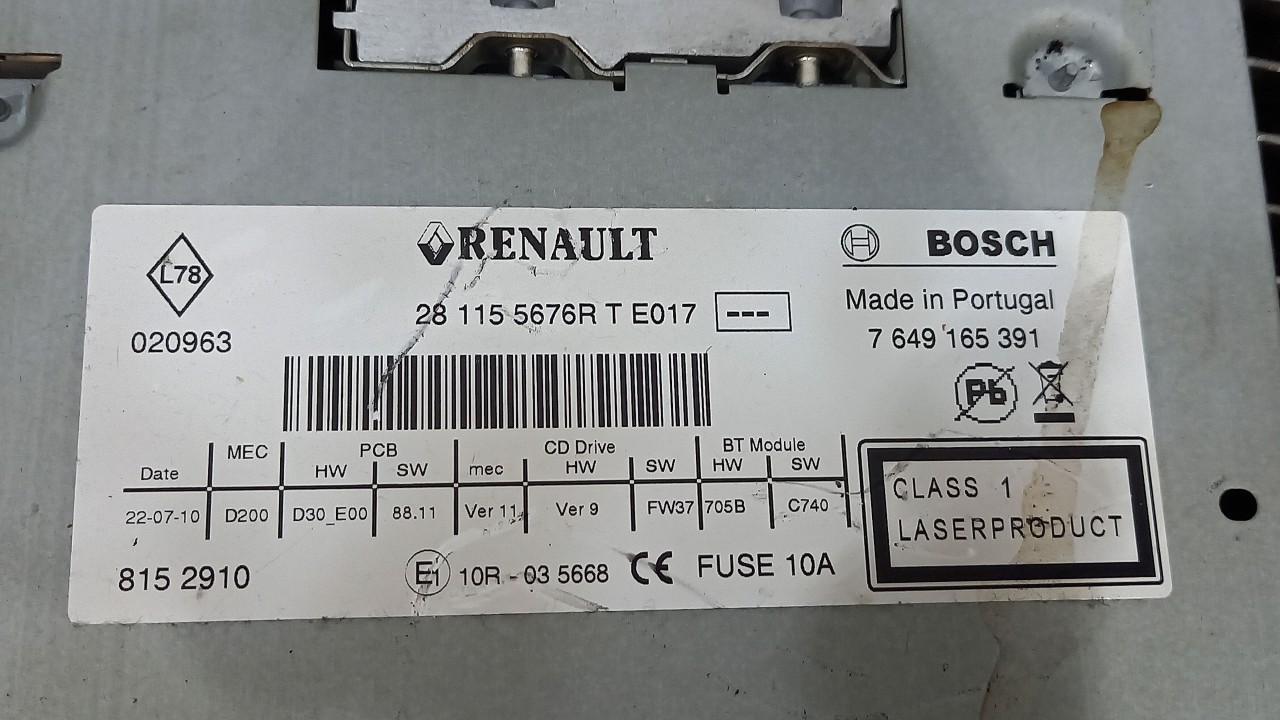 L78
020963
RENAULT
28 115 5676R T E017 ---
BOSCH
Made in Portugal
7 649 165 391
Pb
Date MEC PCB CD Drive BT Module
HW SW mec HW SW HW SW
22-07-10 D200 D30_E00 88.11 Ver 11 Ver 9 FW37 705B C740
CLASS 1
LASERPRODUCT
815 2910 E1 10R - 03 5668 CE FUSE 10A